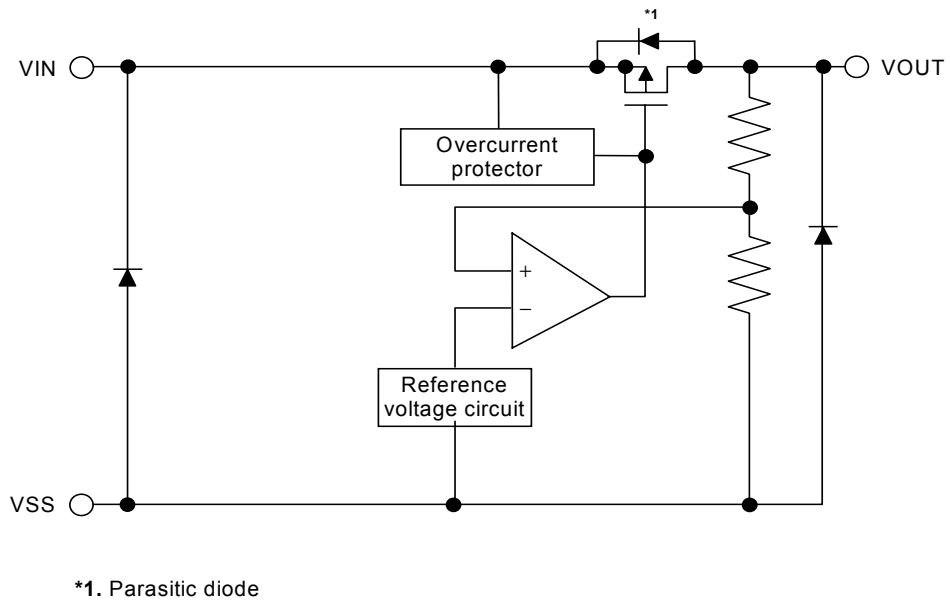 *1
VIN
VOUT
Overcurrent
protector
+
−
Reference
voltage circuit
VSS
*1. Parasitic diode